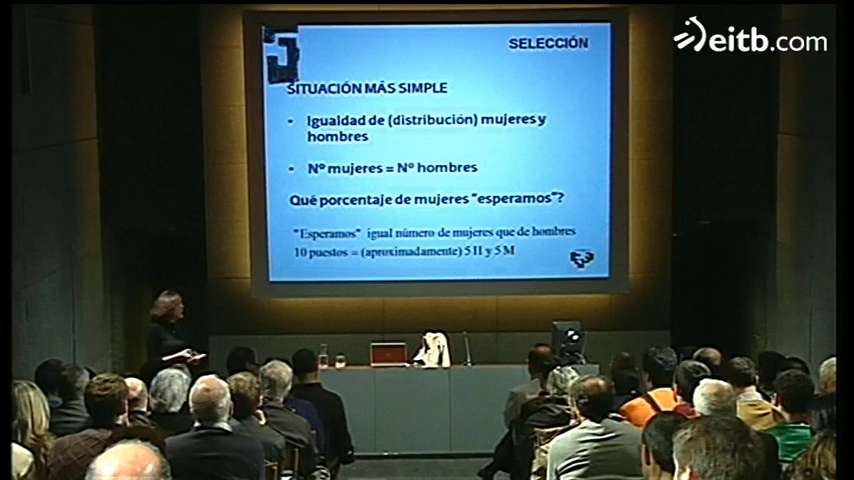 eitb.com
SELECCIÓN
SITUACIÓN MÁS SIMPLE
• Igualdad de (distribución) mujeres y
hombres
• Nº mujeres = Nº hombres
Qué porcentaje de mujeres "esperamos"?
"Esperamos" igual número de mujeres que de hombres
10 puestos = (aproximadamente) 5 H y 5 M